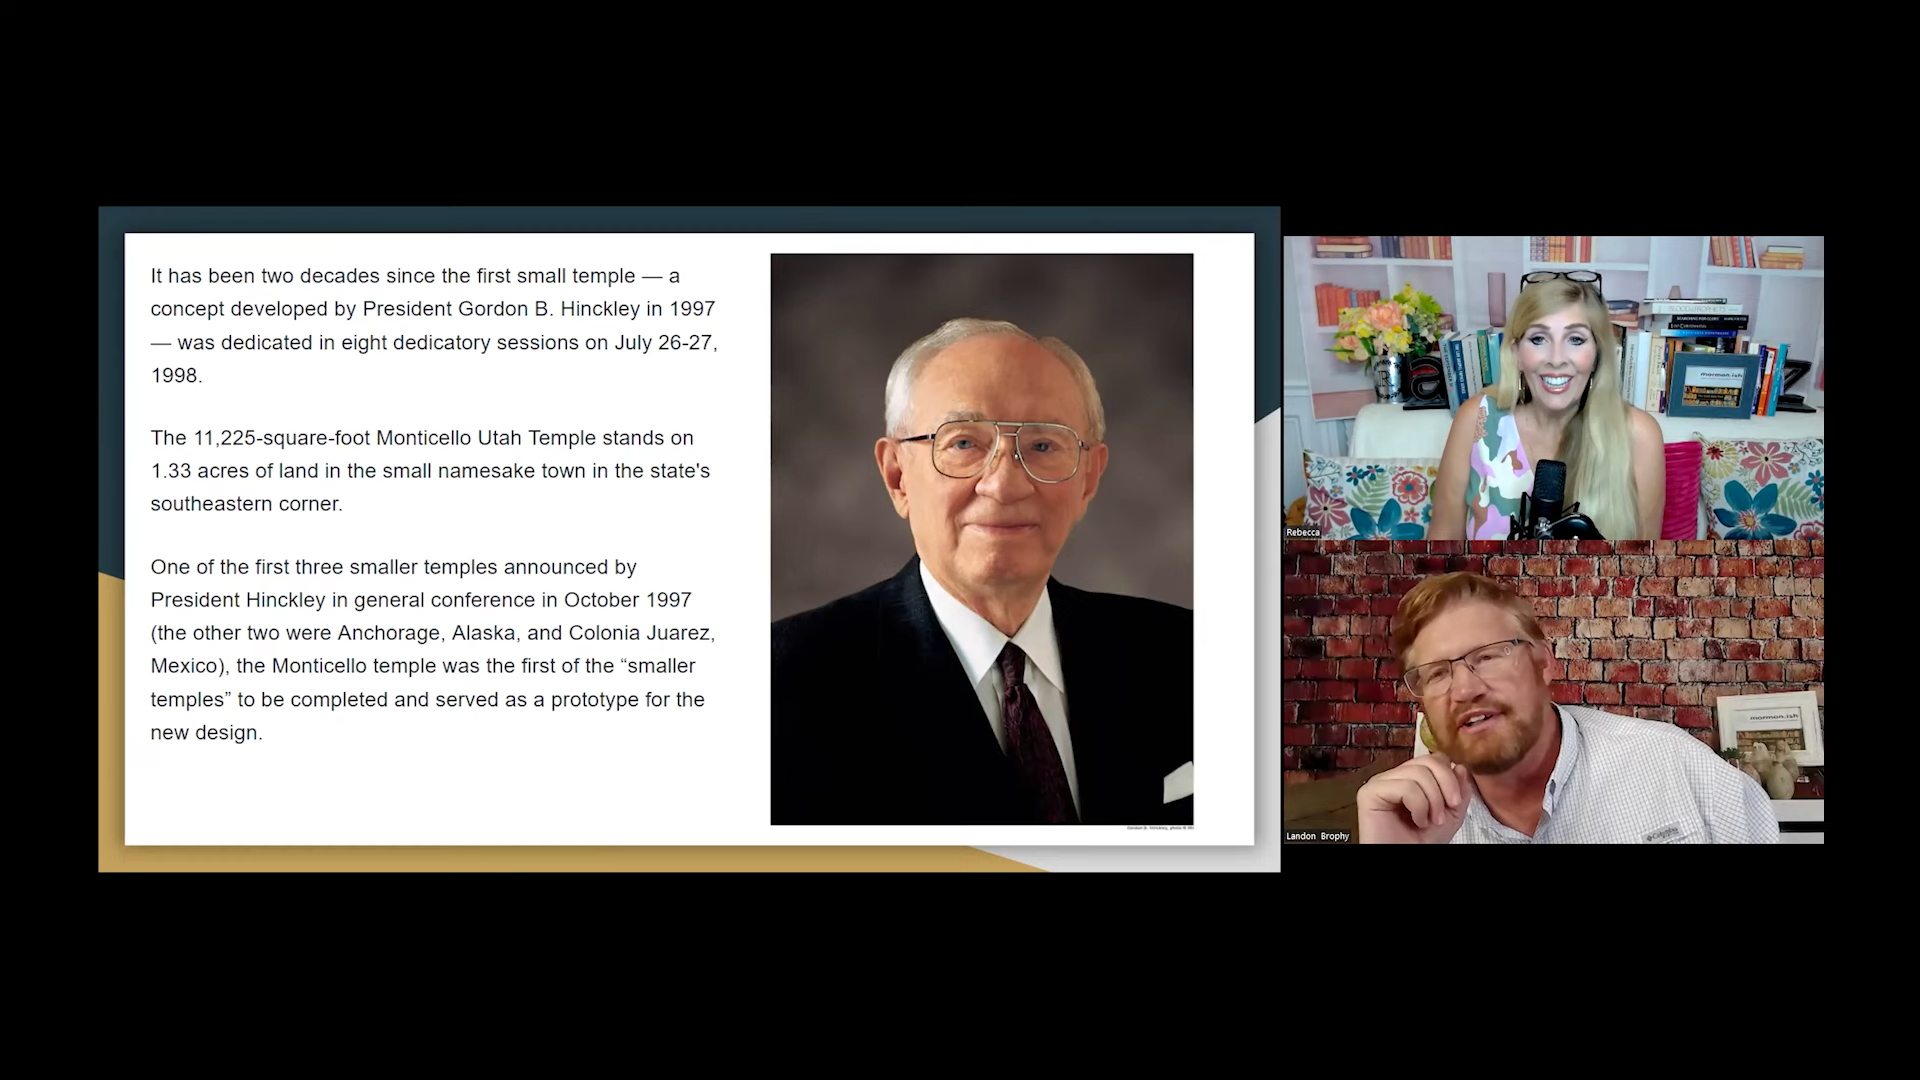 It has been two decades since the first small temple — a
concept developed by President Gordon B. Hinckley in 1997
— was dedicated in eight dedicatory sessions on July 26-27,
1998.
The 11,225-square-foot Monticello Utah Temple stands on
1.33 acres of land in the small namesake town in the state's
southeastern corner.
One of the first three smaller temples announced by
President Hinckley in general conference in October 1997
(the other two were Anchorage, Alaska, and Colonia Juarez,
Mexico), the Monticello temple was the first of the “smaller
temples” to be completed and served as a prototype for the
new design.
mormon.ish
Rebecca
mormon.ish
Columbia
Landon Brophy